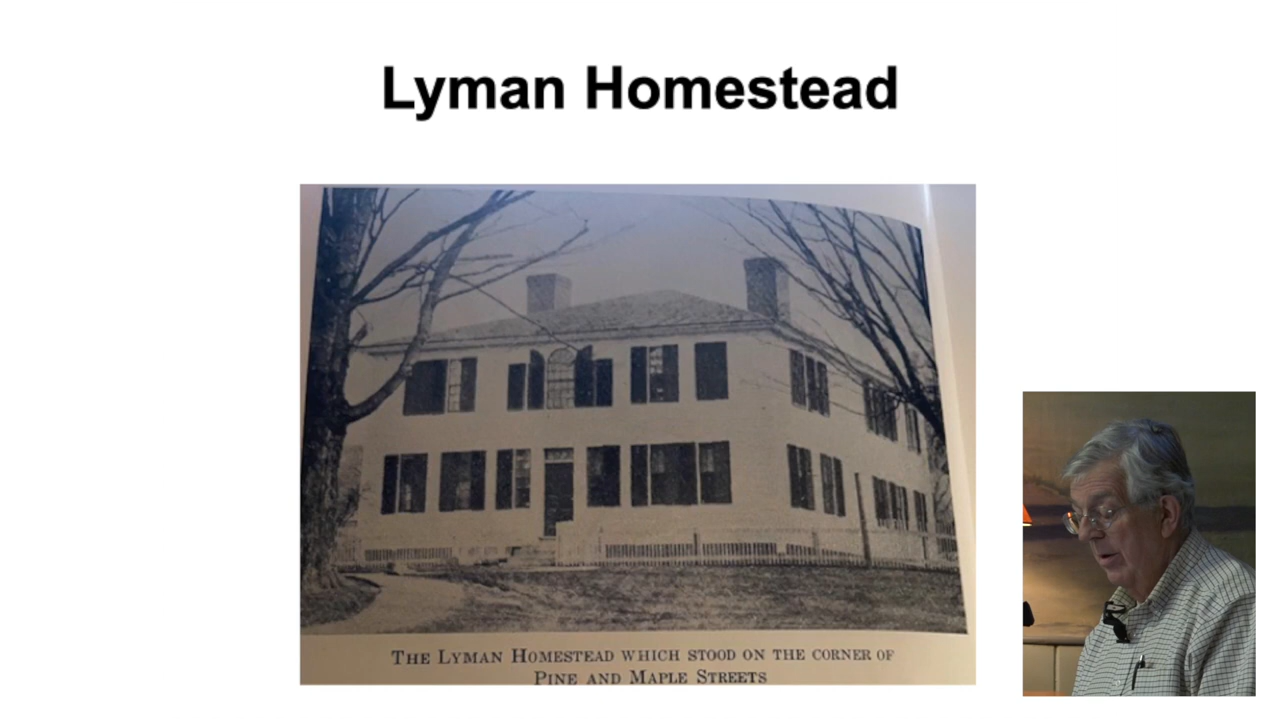 Lyman Homestead
The Lyman Homestead which stood on the corner of
Pine and Maple Streets